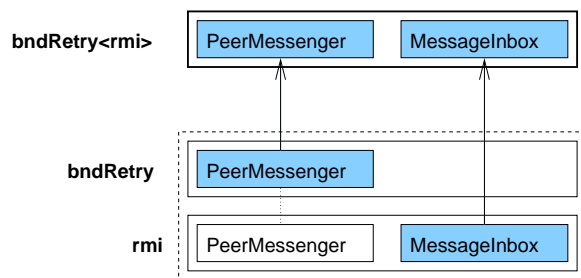 bndRetry<rmi> PeerMessenger MessageInbox
bndRetry PeerMessenger
rmi PeerMessenger MessageInbox